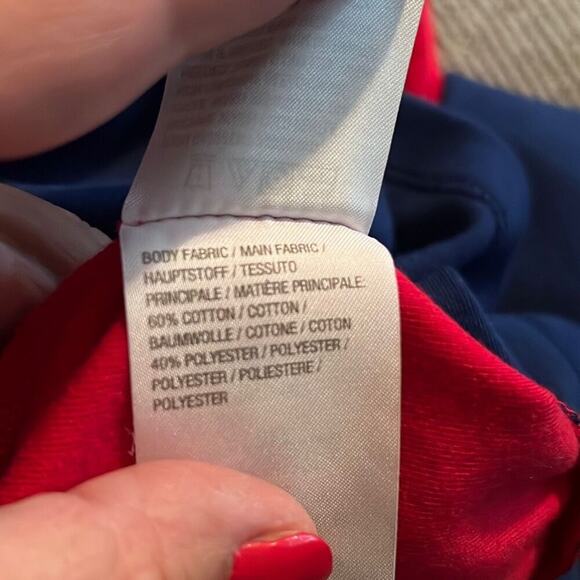 BODY FABRIC / MAIN FABRIC /
HAUPTSTOFF / TESSUTO
PRINCIPALE / MATIÈRE PRINCIPALE:
60% COTTON / COTTON /
BAUMWOLLE / COTONE / COTON
40% POLYESTER / POLYESTER /
POLYESTER / POLIESTERE /
POLYESTER